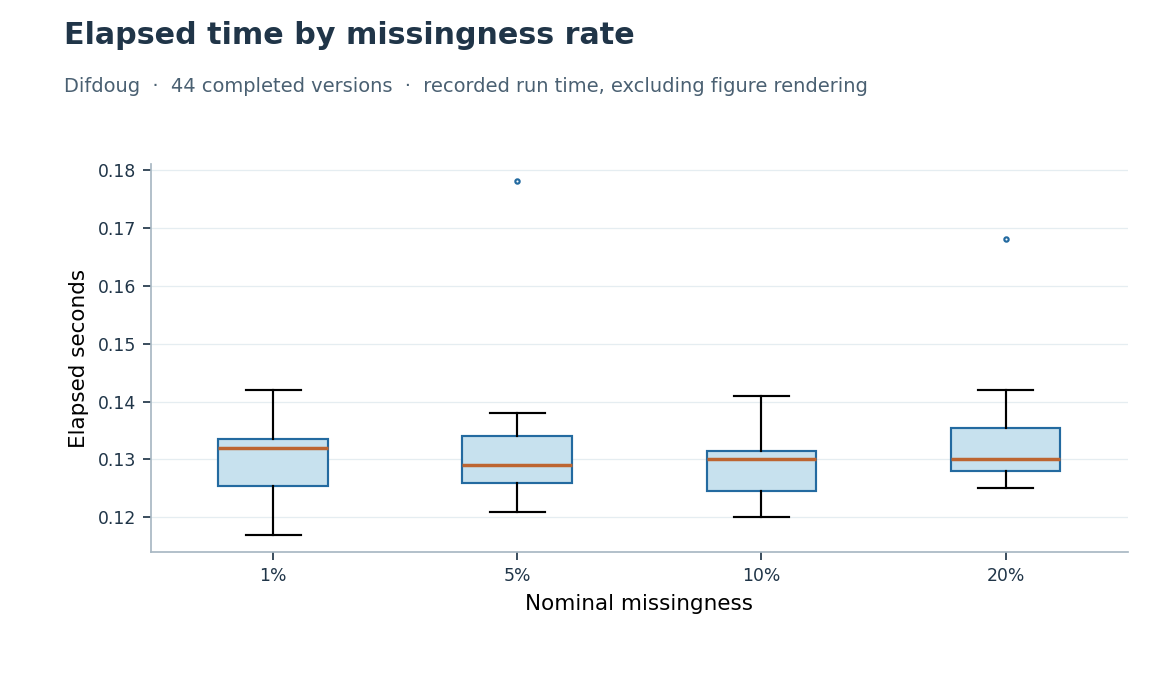 Elapsed time by missingness rate
Difdoug · 44 completed versions · recorded run time, excluding figure rendering
Elapsed seconds
0.18
0.17
0.16
0.15
0.14
0.13
0.12
1% 5% 10% 20%
Nominal missingness